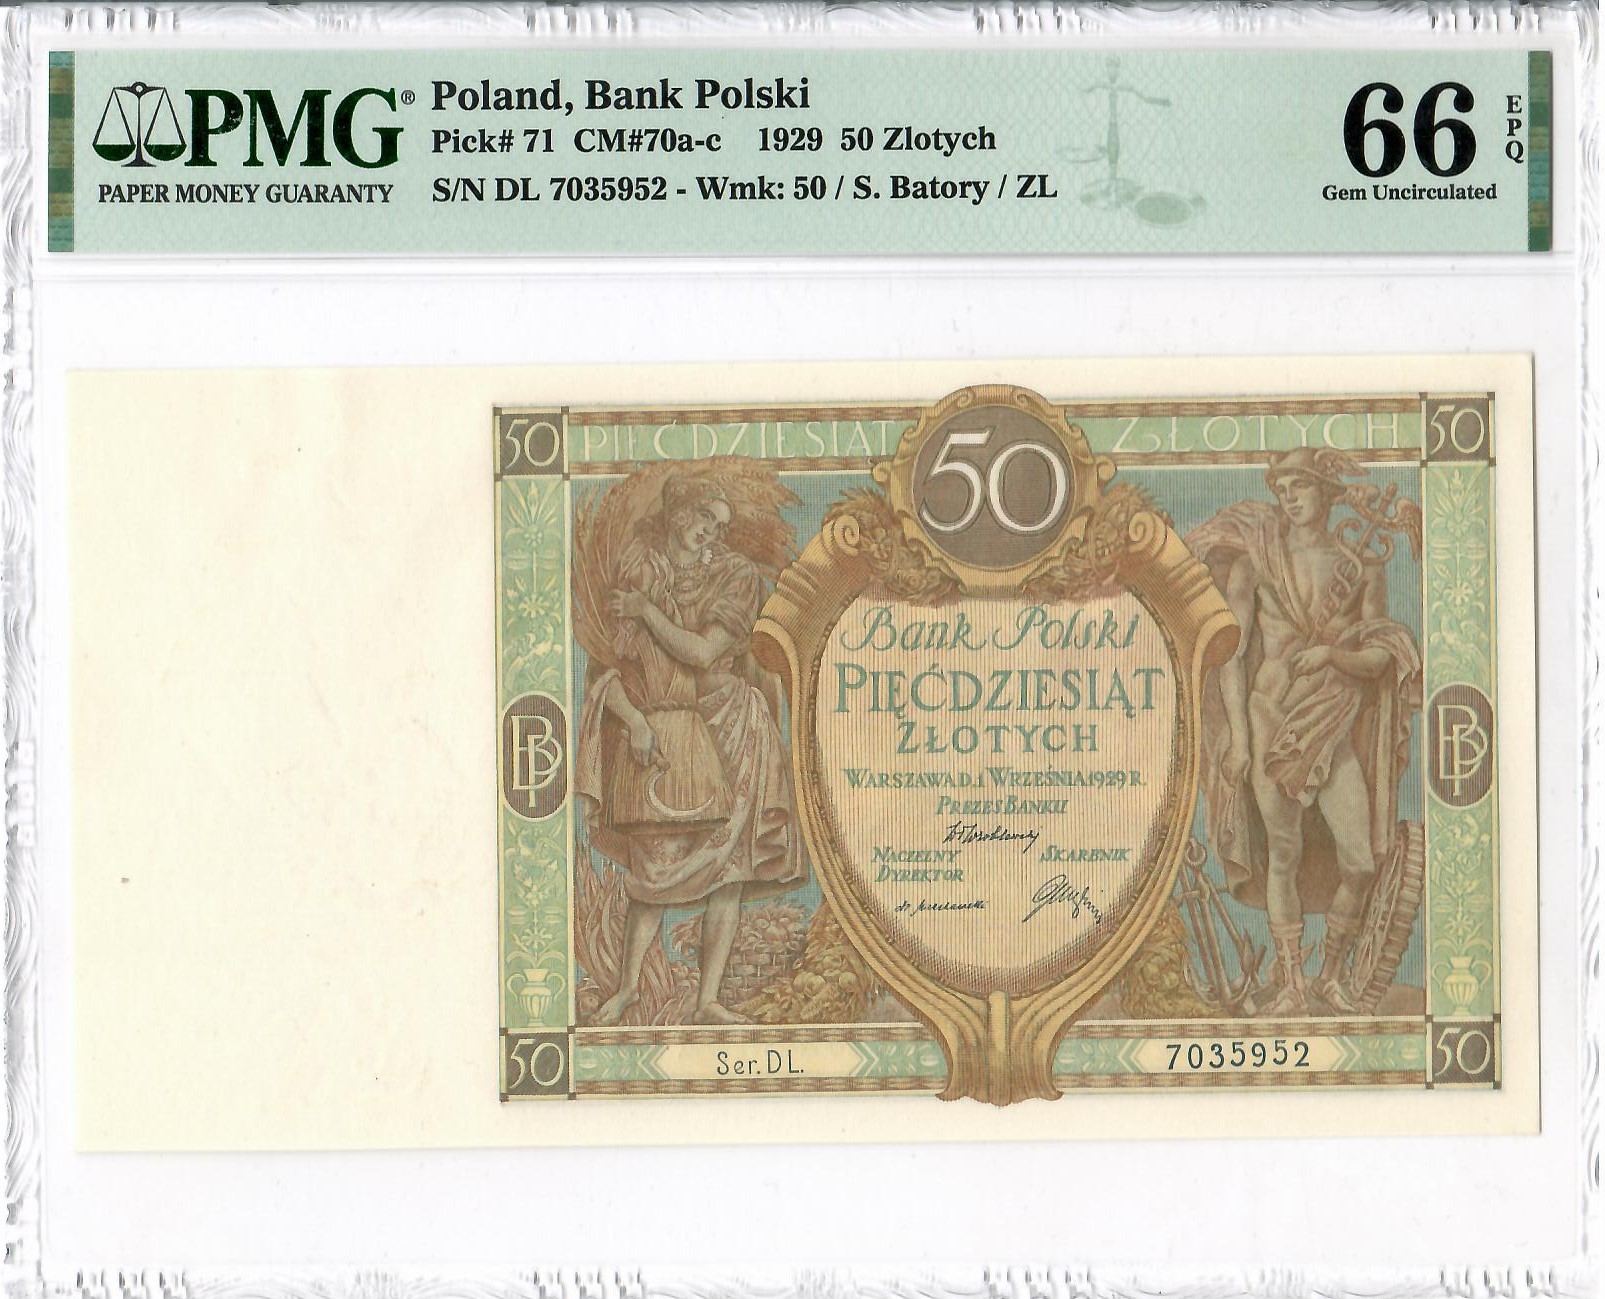 PMG®
PAPER MONEY GUARANTY
Poland, Bank Polski
Pick# 71 CM#70a-c 1929 50 Zlotych
S/N DL 7035952 - Wmk: 50 / S. Batory / ZL
66
EPQ
Gem Uncirculated
50 PIĘĆDZIESIĄT 50 ZŁOTYCH 50
Bank Polski
PIĘĆDZIESIĄT
ZŁOTYCH
BP BP
WARSZAWA D. 1 WRZEŚNIA 1929 R.
PREZES BANKU
NACZELNY SKARBNIK
DYREKTOR
50 Ser. DL. 7035952 50